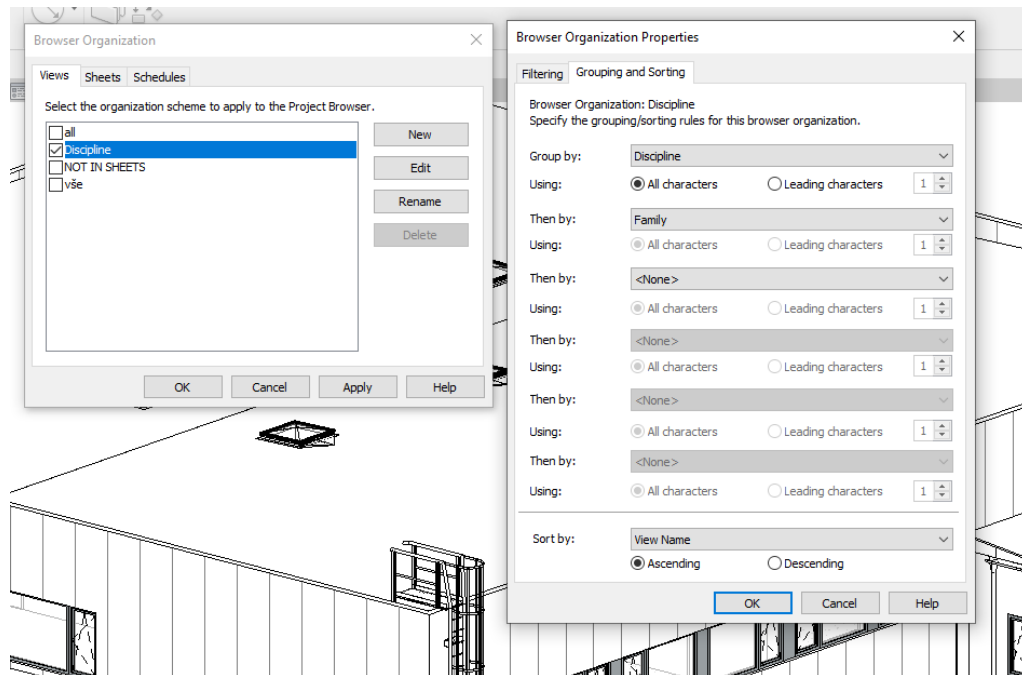 Browser Organization
Views Sheets Schedules
Select the organization scheme to apply to the Project Browser.
all
Discipline
NOT IN SHEETS
vše
New
Edit
Rename
Delete
OK Cancel Apply Help
Browser Organization Properties
Filtering Grouping and Sorting
Browser Organization: Discipline
Specify the grouping/sorting rules for this browser organization.
Group by: Discipline
Using: All characters Leading characters 1
Then by: Family
Using: All characters Leading characters 1
Then by: <None>
Using: All characters Leading characters 1
Then by: <None>
Using: All characters Leading characters 1
Then by: <None>
Using: All characters Leading characters 1
Then by: <None>
Using: All characters Leading characters 1
Sort by: View Name
Ascending Descending
OK Cancel Help